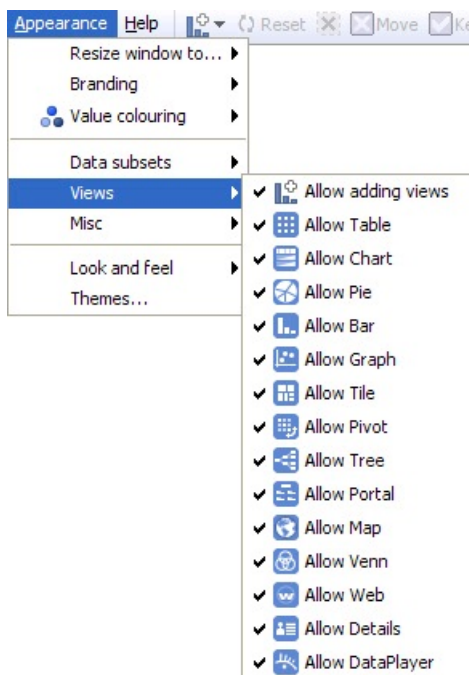 Appearance Help Reset Move
Resize window to...
Branding
Value colouring
Data subsets
Views
Misc
Look and feel
Themes...
Allow adding views
Allow Table
Allow Chart
Allow Pie
Allow Bar
Allow Graph
Allow Tile
Allow Pivot
Allow Tree
Allow Portal
Allow Map
Allow Venn
Allow Web
Allow Details
Allow DataPlayer